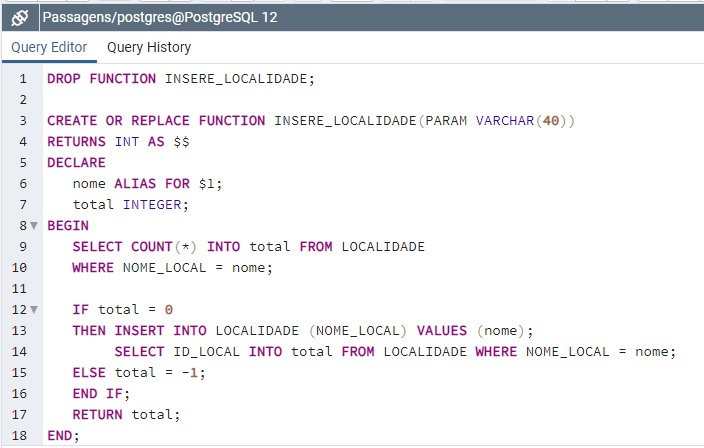 Passagens/postgres@PostgreSQL 12
Query Editor Query History
1 DROP FUNCTION INSERE_LOCALIDADE;
2
3 CREATE OR REPLACE FUNCTION INSERE_LOCALIDADE(PARAM VARCHAR(40))
4 RETURNS INT AS $$
5 DECLARE
6 nome ALIAS FOR $1;
7 total INTEGER;
8 BEGIN
9 SELECT COUNT(*) INTO total FROM LOCALIDADE
10 WHERE NOME_LOCAL = nome;
11
12 IF total = 0
13 THEN INSERT INTO LOCALIDADE (NOME_LOCAL) VALUES (nome);
14 SELECT ID_LOCAL INTO total FROM LOCALIDADE WHERE NOME_LOCAL = nome;
15 ELSE total = -1;
16 END IF;
17 RETURN total;
18 END;